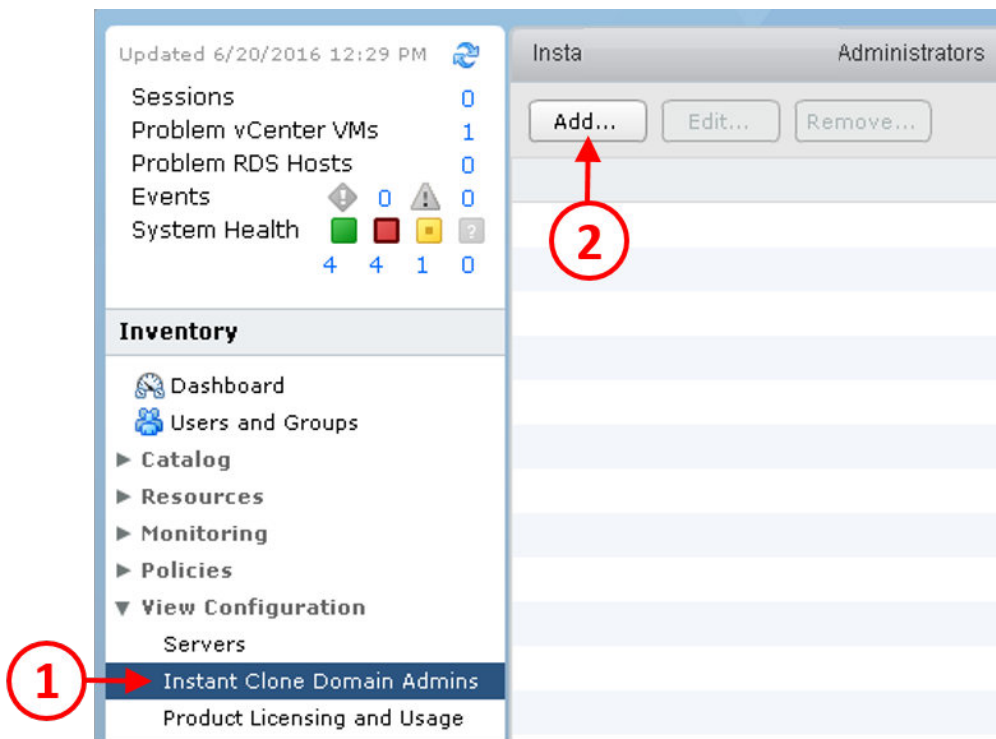 Updated 6/20/2016 12:29 PM
Sessions 0
Problem vCenter VMs 1
Problem RDS Hosts 0
Events 0 0
System Health ?
4 4 1 0
Inventory
Dashboard
Users and Groups
Catalog
Resources
Monitoring
Policies
View Configuration
Servers
1 Instant Clone Domain Admins
Product Licensing and Usage
Insta Administrators
Add... Edit... Remove...
2